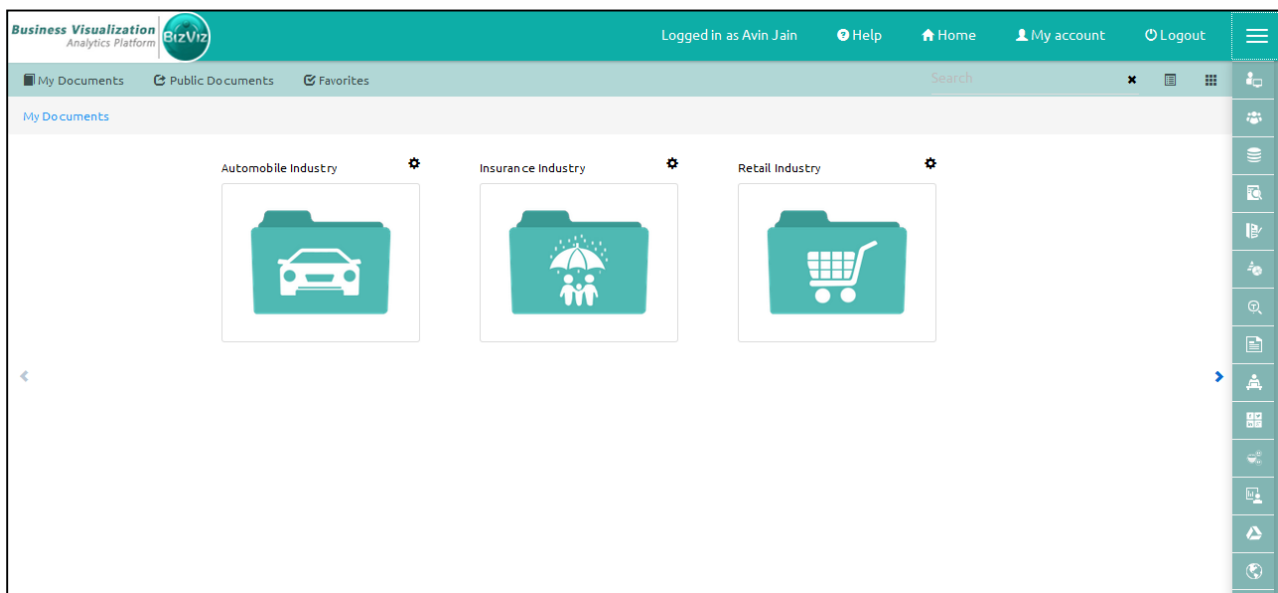 Business Visualization
Analytics Platform
BizViz
Logged in as Avin Jain
Help
Home
My account
Logout
My Documents
Public Documents
Favorites
Search
My Documents
Automobile Industry
Insurance Industry
Retail Industry